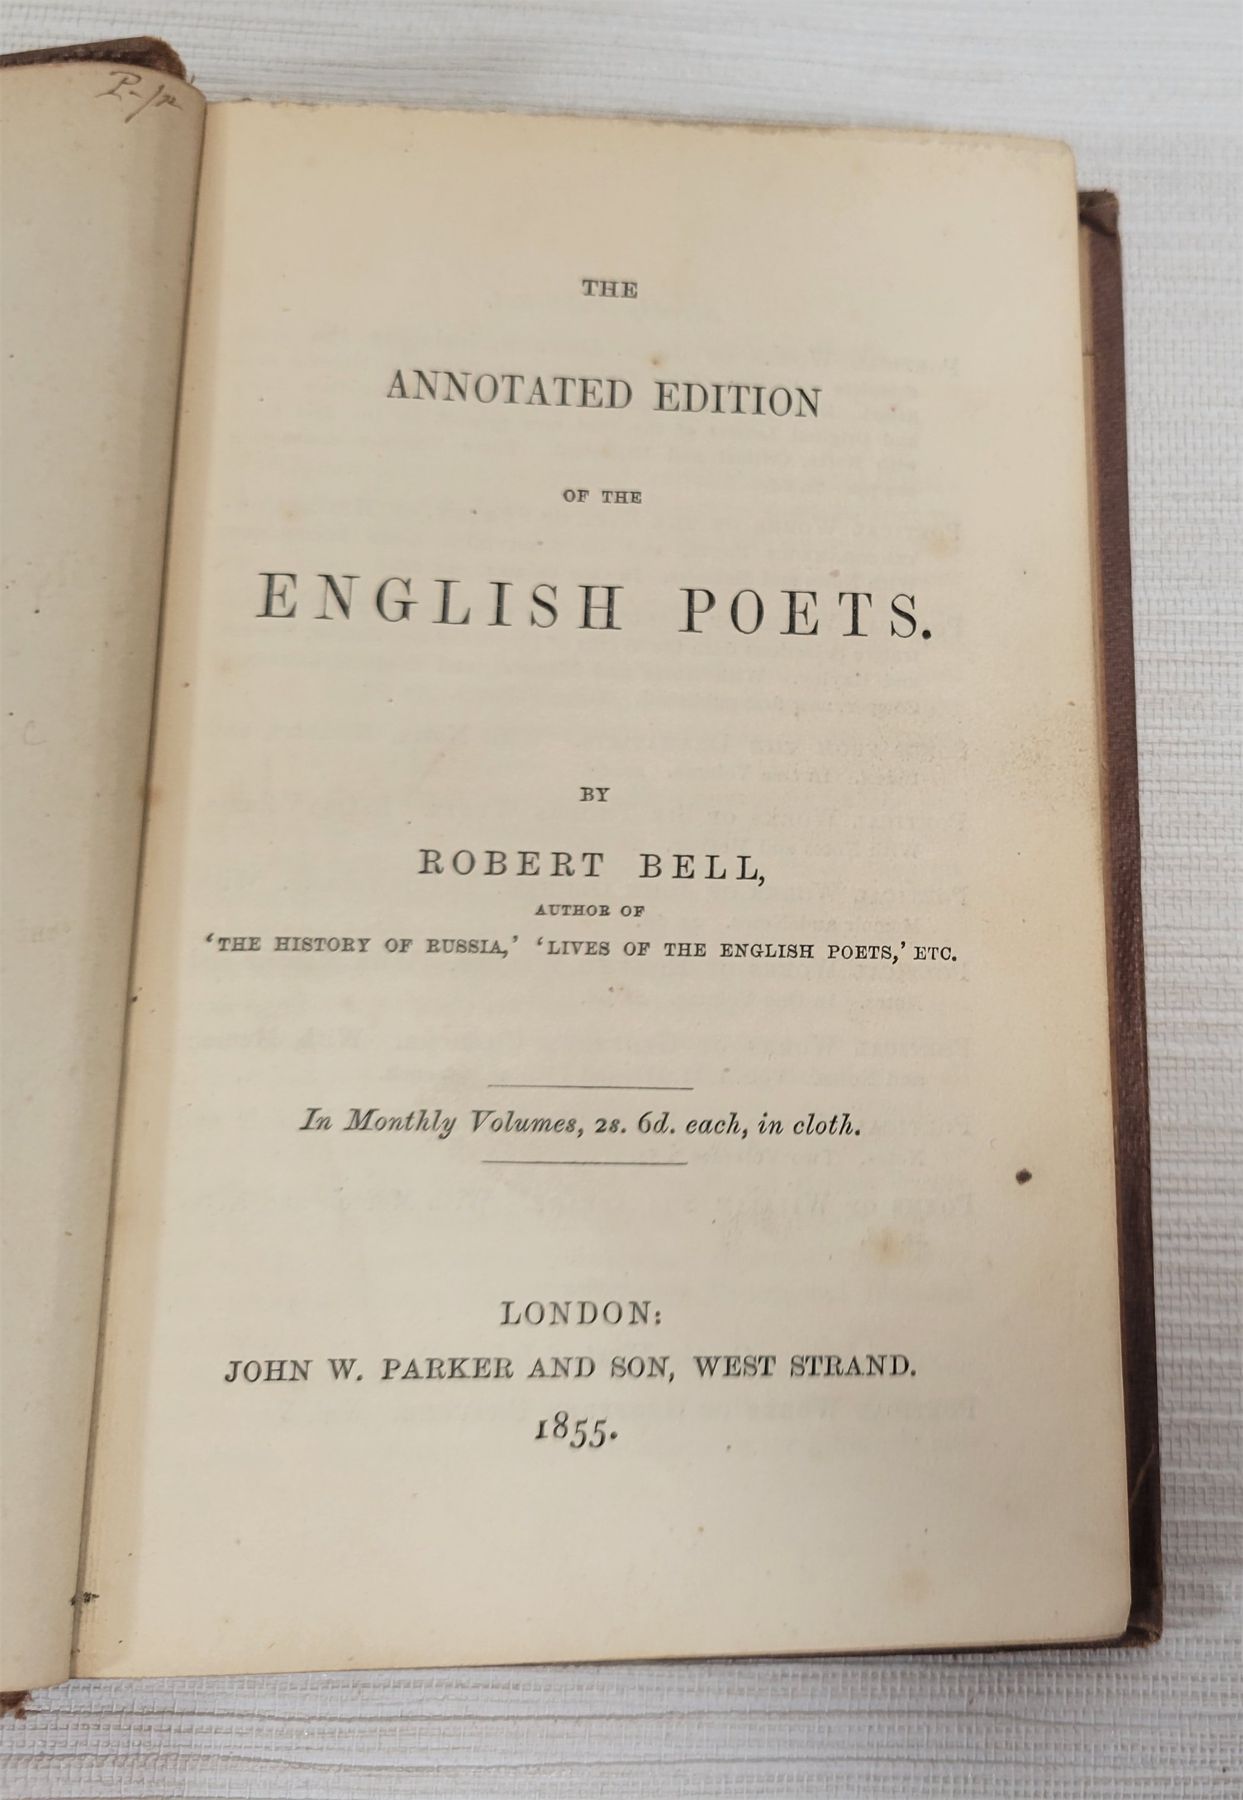 THE
ANNOTATED EDITION
OF THE
ENGLISH POETS.
BY
ROBERT BELL,
AUTHOR OF
‘THE HISTORY OF RUSSIA,’ ‘LIVES OF THE ENGLISH POETS,’ ETC.
In Monthly Volumes, 2s. 6d. each, in cloth.
LONDON:
JOHN W. PARKER AND SON, WEST STRAND.
1855.